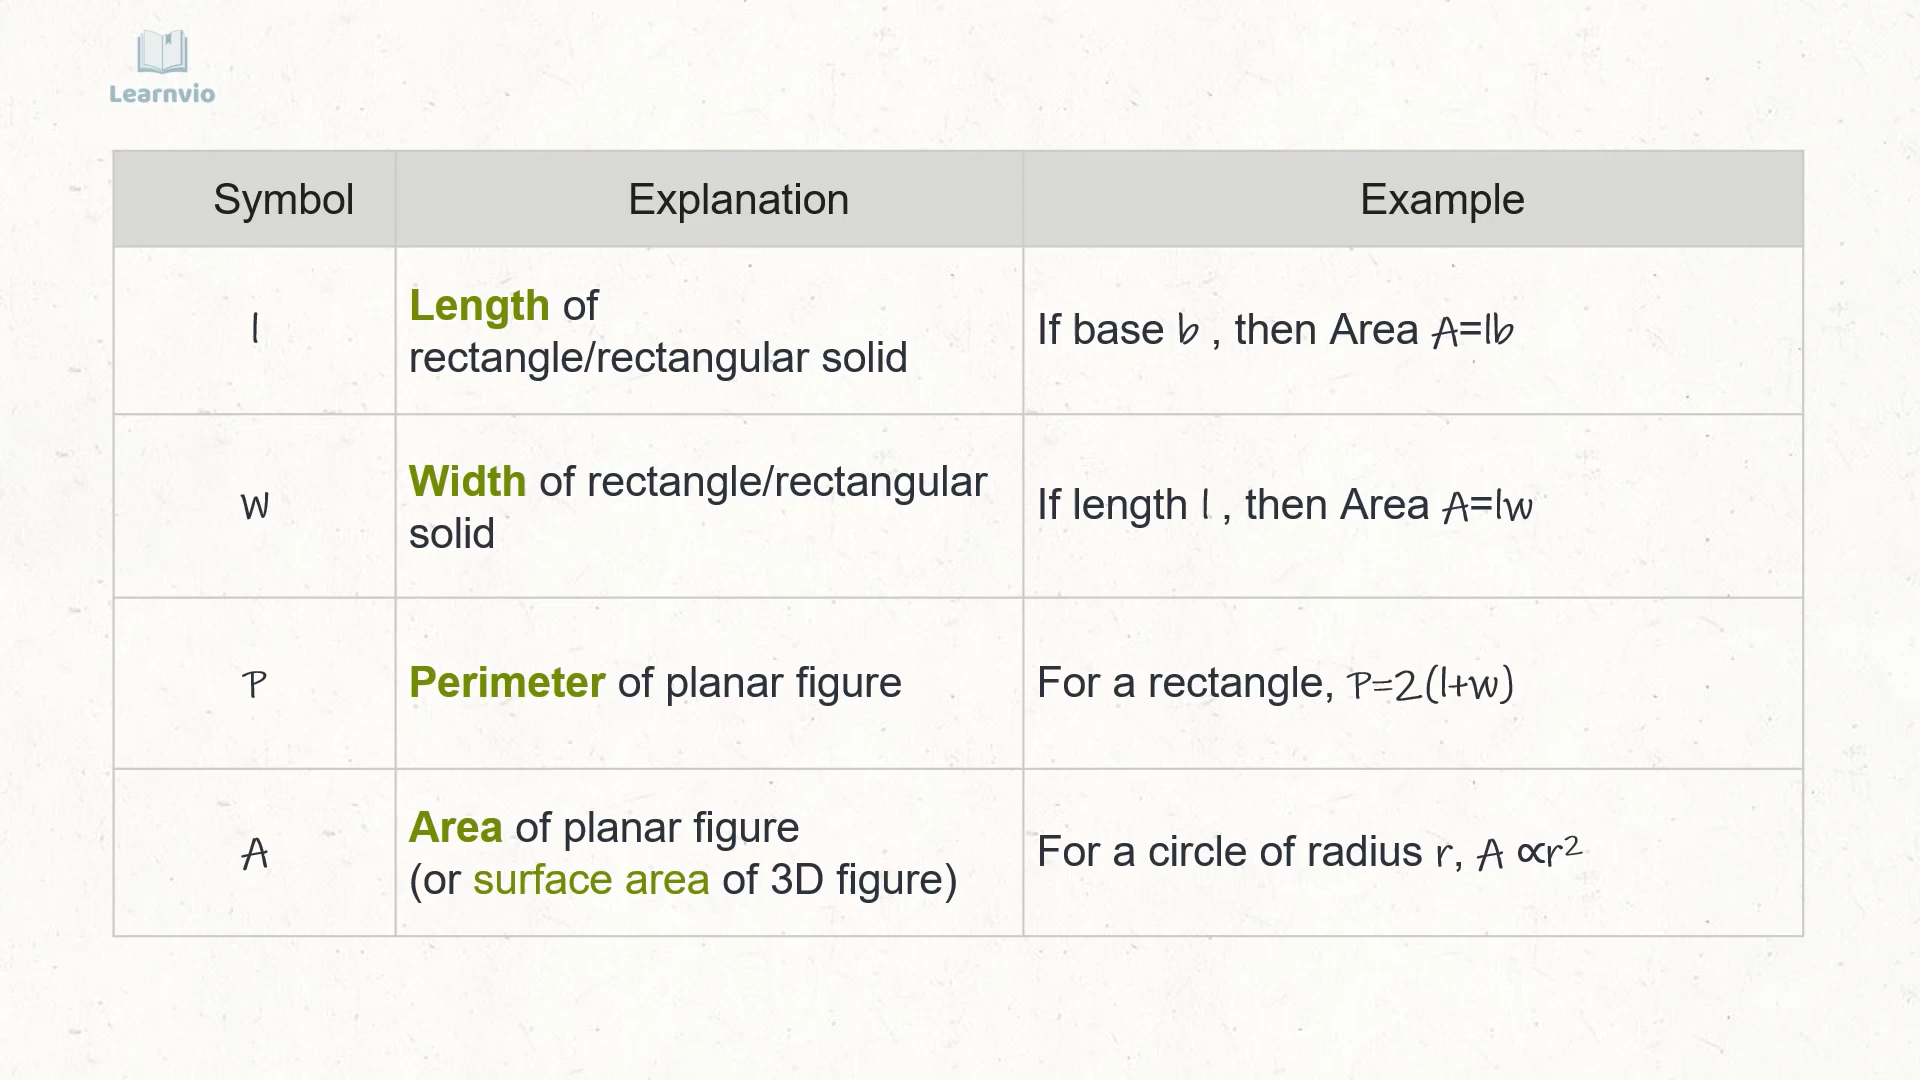 Learnvio
Symbol
Explanation
Example
l
Length of
rectangle/rectangular solid
If base b , then Area A=lb
w
Width of rectangle/rectangular
solid
If length l , then Area A=lw
P
Perimeter of planar figure
For a rectangle, P=2(l+w)
A
Area of planar figure
(or surface area of 3D figure)
For a circle of radius r, A ∝r²